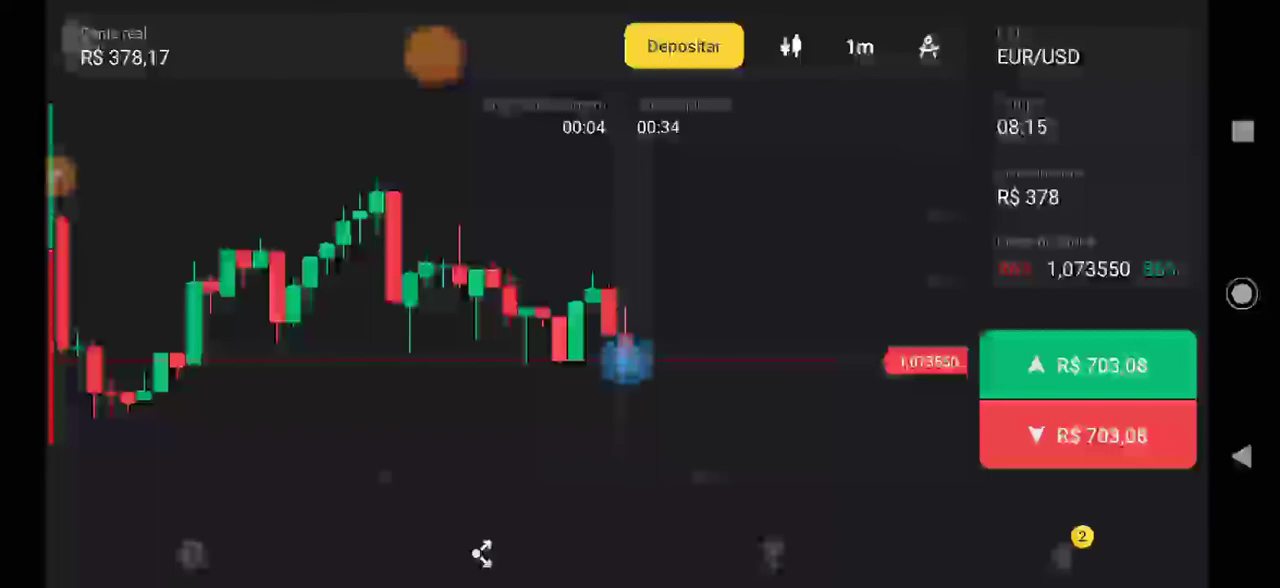 Conta real
R$ 378,17
Depositar
1m
EUR/USD
00:04
00:34
08:15
R$ 378
1,073550
86%
1,073550
R$ 703,08
R$ 703,08
2